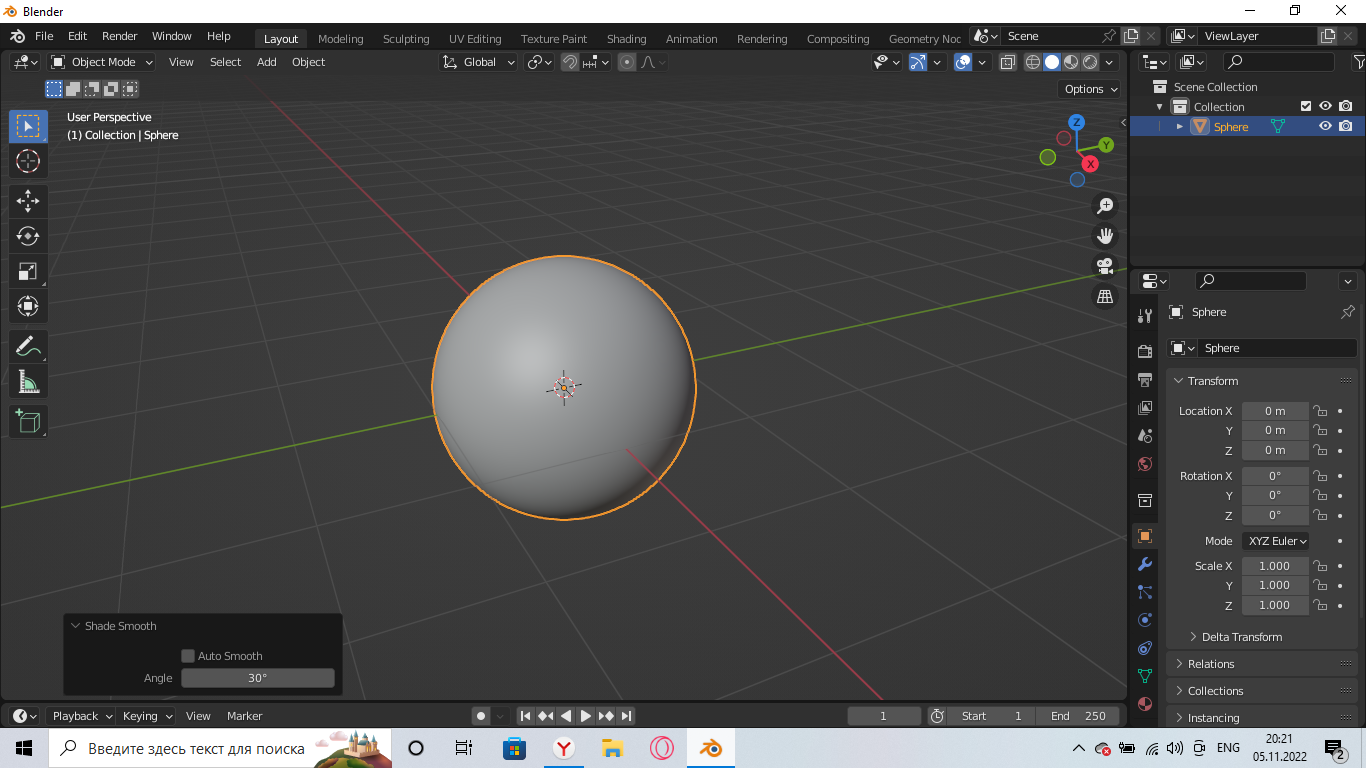 Blender
File Edit Render Window Help Layout Modeling Sculpting UV Editing Texture Paint Shading Animation Rendering Compositing Geometry Noc Scene ViewLayer
Object Mode View Select Add Object Global
Options
User Perspective
(1) Collection | Sphere
Z
Y
X
Scene Collection
Collection
Sphere
Sphere
Sphere
Transform
Location X 0 m
Y 0 m
Z 0 m
Rotation X 0°
Y 0°
Z 0°
Mode XYZ Euler
Scale X 1.000
Y 1.000
Z 1.000
Delta Transform
Relations
Collections
Instancing
Shade Smooth
Auto Smooth
Angle 30°
Playback Keying View Marker 1 Start 1 End 250
Введите здесь текст для поиска
ENG
20:21
05.11.2022
2